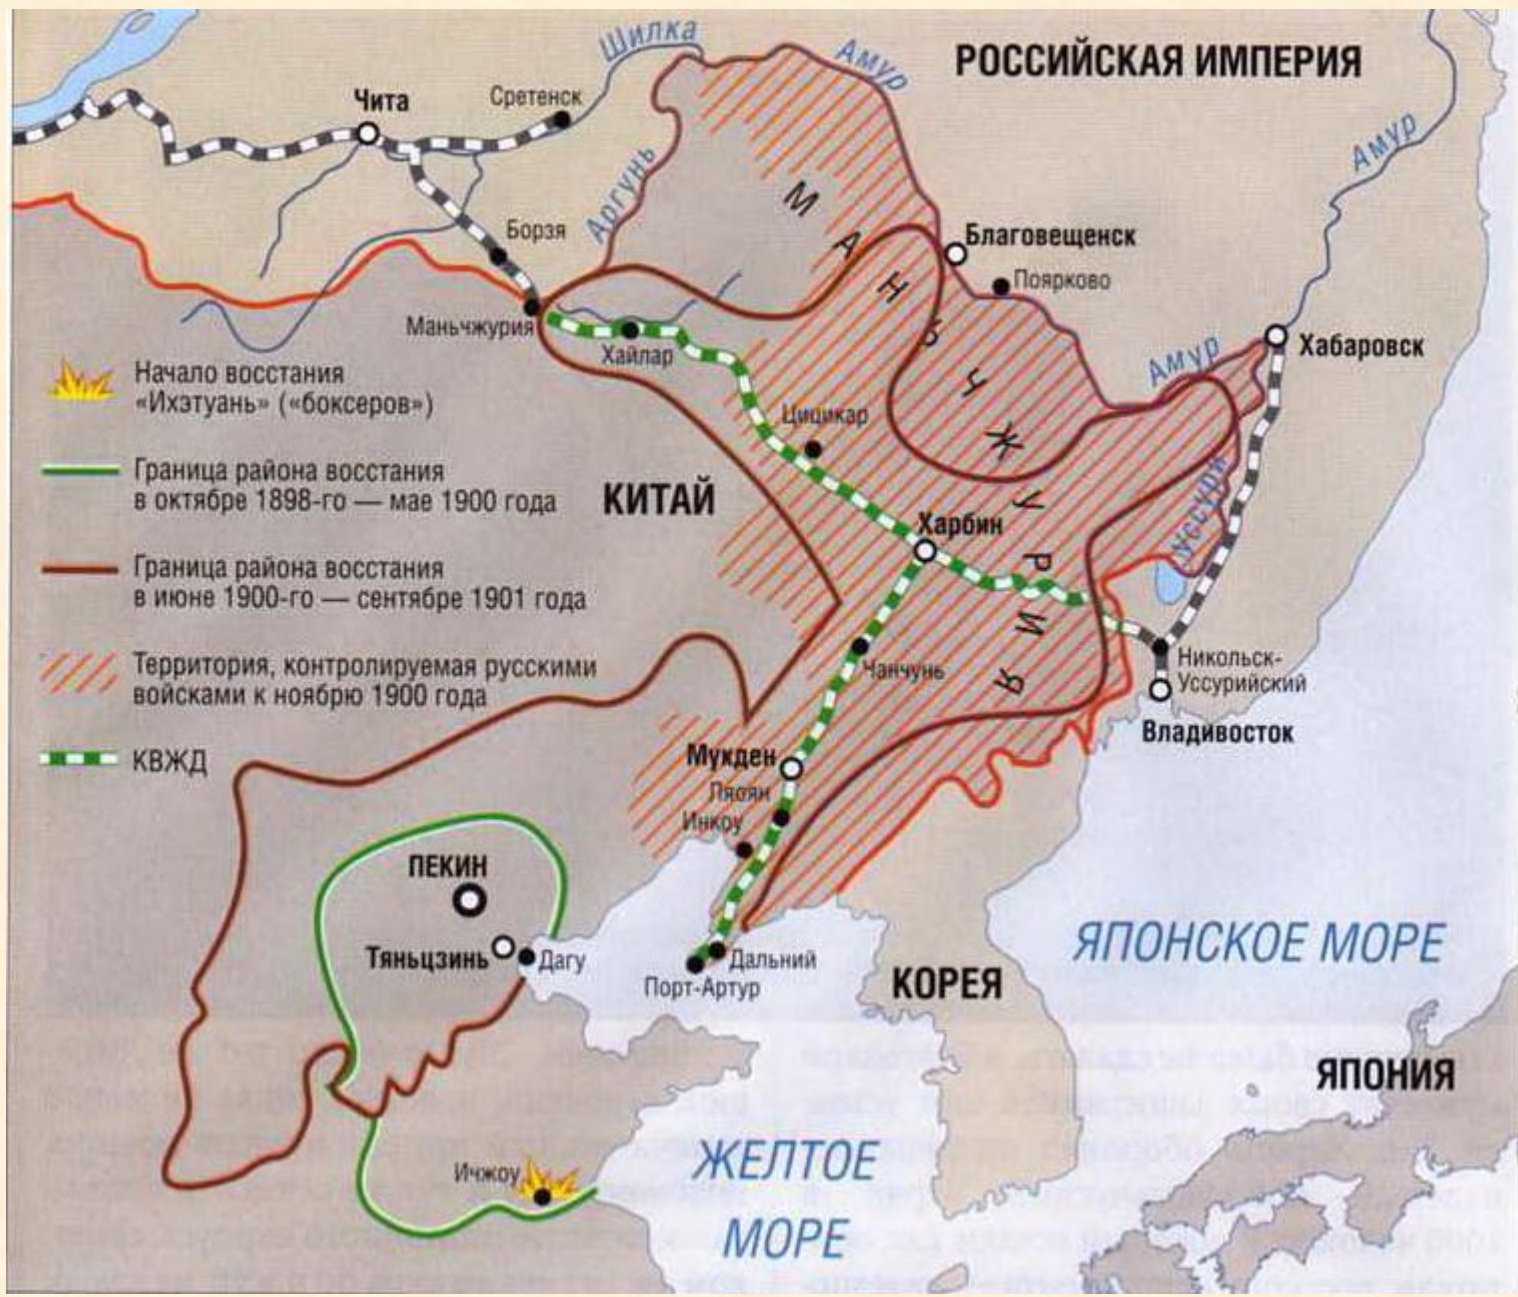 РОССИЙСКАЯ ИМПЕРИЯ
Шилка
Амур
Чита
Сретенск
Амур
Аргунь
Борзя
Благовещенск
Поярково
Маньчжурия
Хайлар
Амур
Хабаровск
МАНЬЧЖУРИЯ
Цицикар
КИТАЙ
Харбин
Уссури
Чанчунь
Никольск-
Уссурийский
Владивосток
Мукден
Ляоян
Инкоу
ПЕКИН
Тяньцзинь
Дагу
Дальний
Порт-Артур
КОРЕЯ
ЯПОНСКОЕ МОРЕ
ЯПОНИЯ
ЖЕЛТОЕ
МОРЕ
Ичжоу
Начало восстания
«Ихэтуань» («боксеров»)
Граница района восстания
в октябре 1898-го — мае 1900 года
Граница района восстания
в июне 1900-го — сентябре 1901 года
Территория, контролируемая русскими
войсками к ноябрю 1900 года
КВЖД